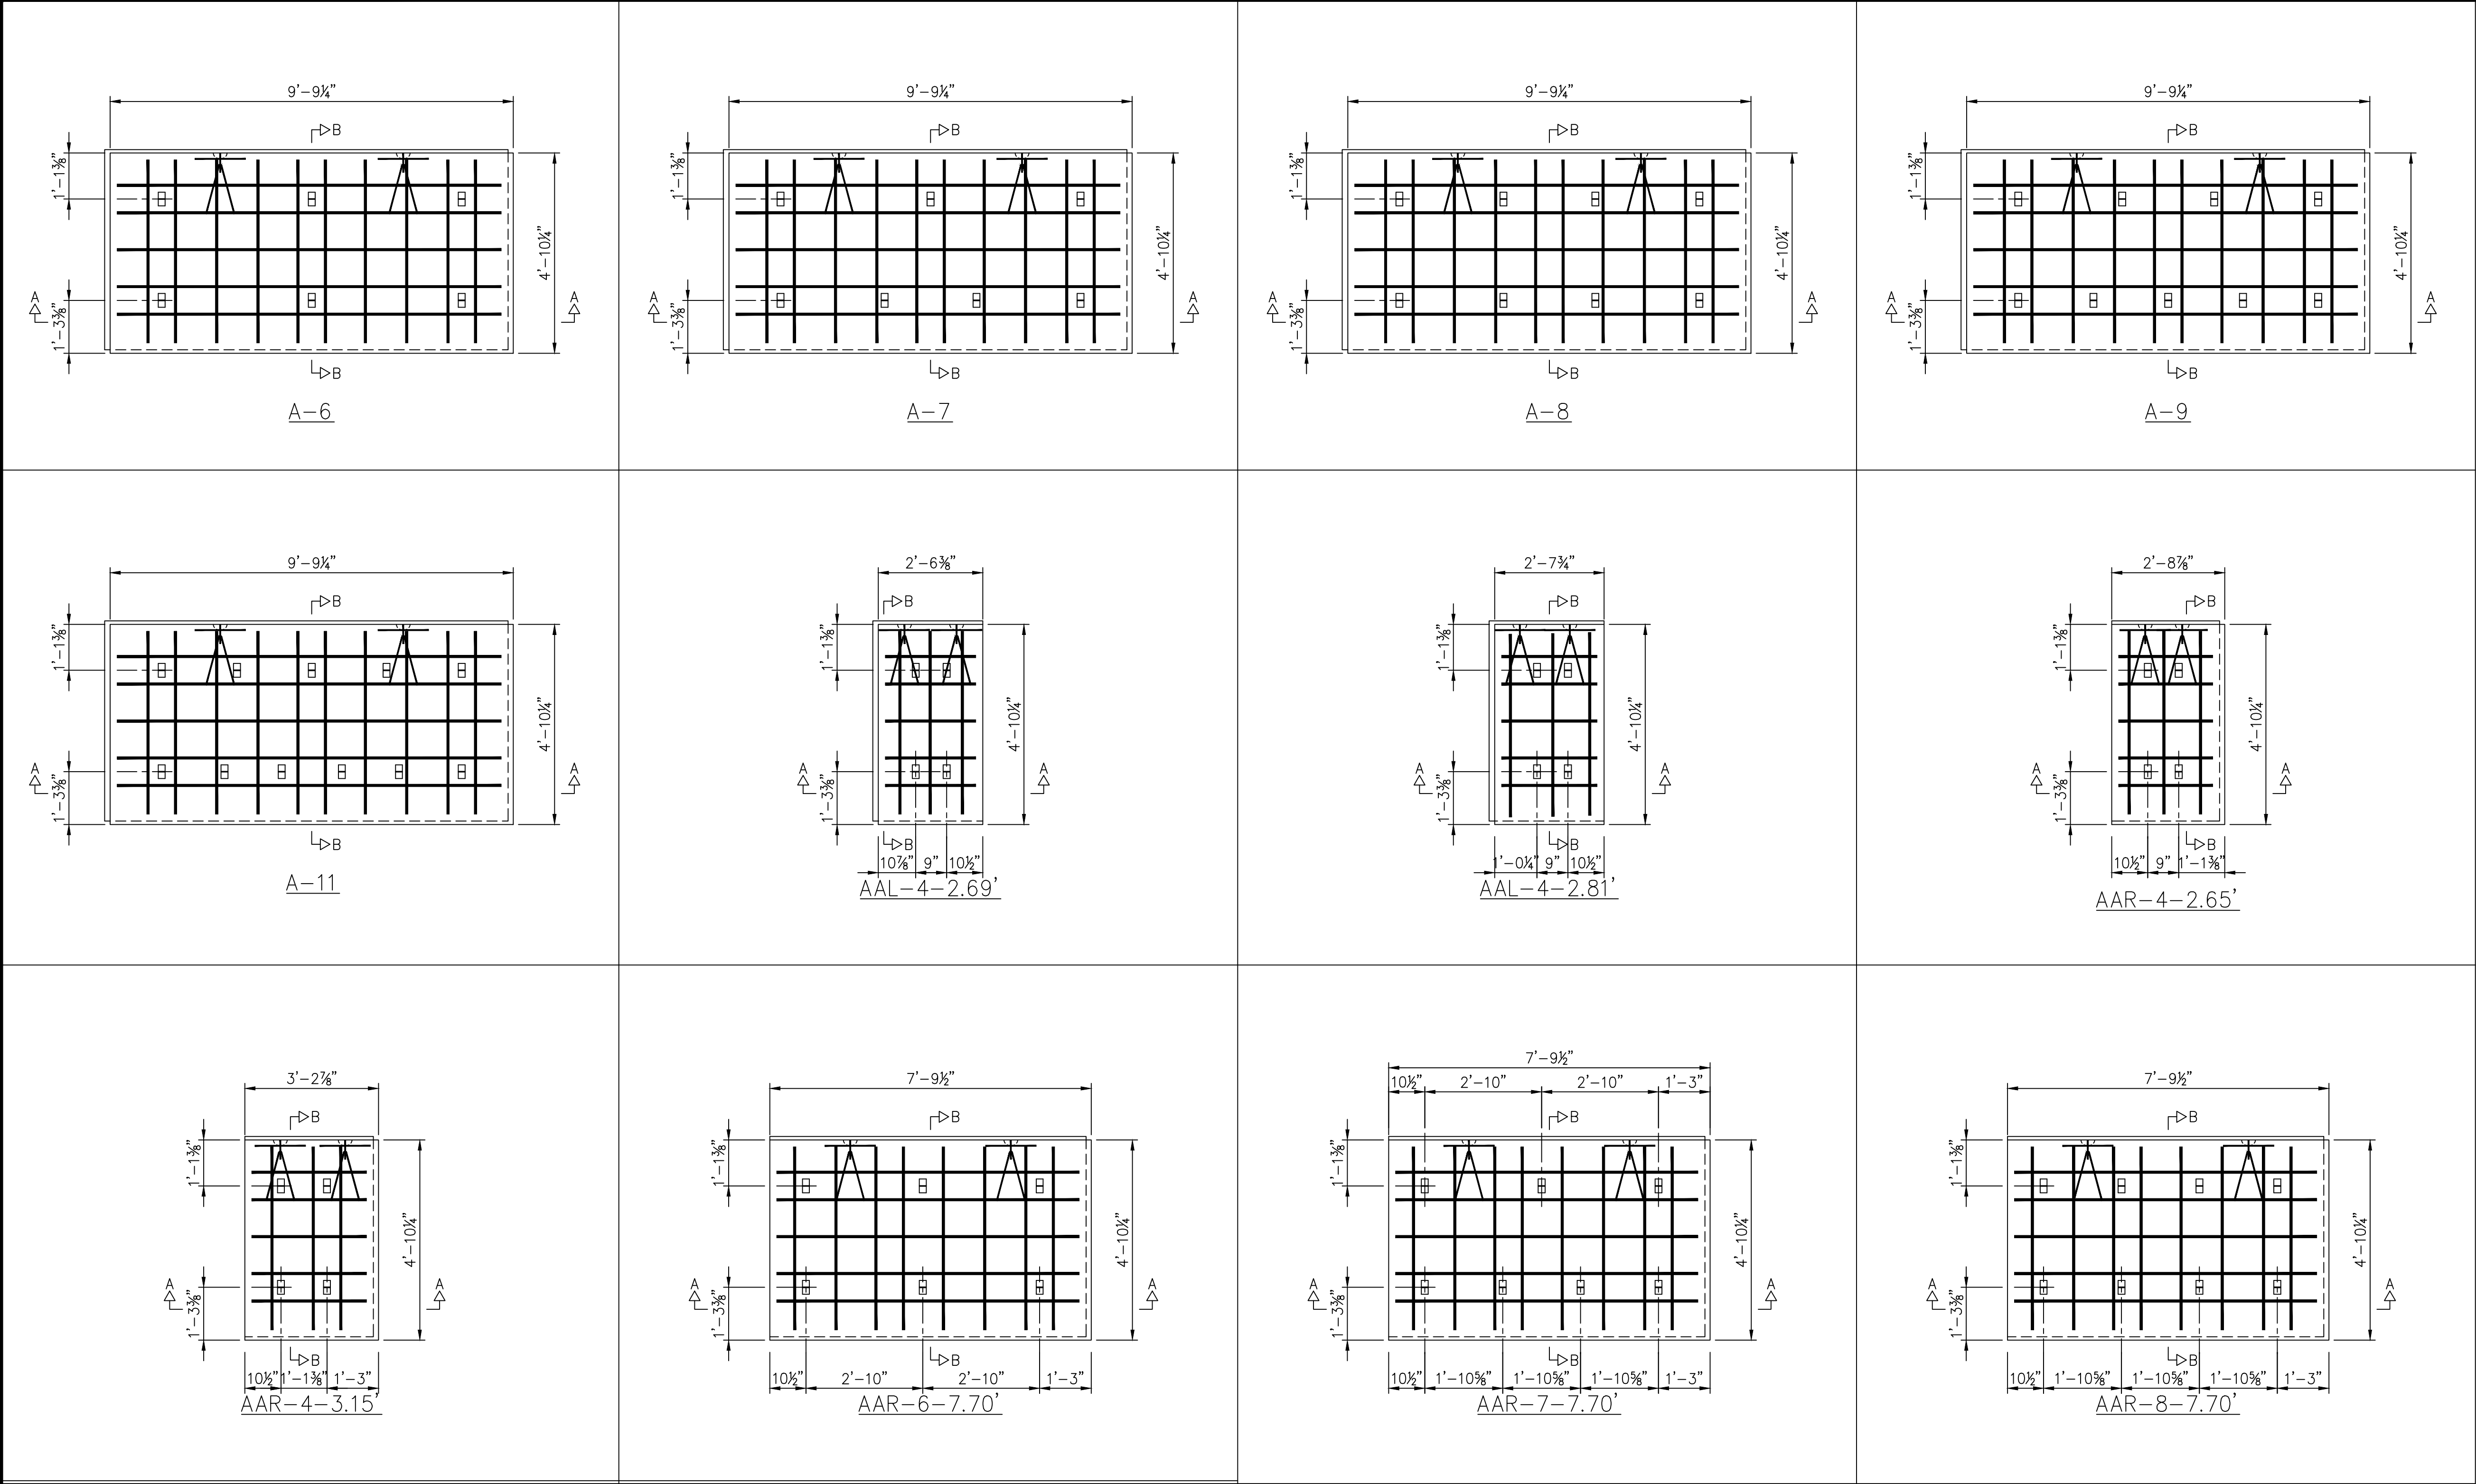 9'-9¼"
B
1'-1⅜"
4'-10¼"
A
A
1'-3⅜"
B
A-6
9'-9¼"
B
1'-1⅜"
4'-10¼"
A
A
1'-3⅜"
B
A-7
9'-9¼"
B
1'-1⅜"
4'-10¼"
A
A
1'-3⅜"
B
A-8
9'-9¼"
B
1'-1⅜"
4'-10¼"
A
A
1'-3⅜"
B
A-9
9'-9¼"
B
1'-1⅜"
4'-10¼"
A
A
1'-3⅜"
B
A-11
2'-6⅜"
B
1'-1⅜"
4'-10¼"
A
A
1'-3⅜"
B
10⅞" 9" 10½"
AAL-4-2.69'
2'-7¾"
B
1'-1⅜"
4'-10¼"
A
A
1'-3⅜"
B
1'-0¼" 9" 10½"
AAL-4-2.81'
2'-8⅞"
B
1'-1⅜"
4'-10¼"
A
A
1'-3⅜"
B
10½" 9" 1'-1⅜"
AAR-4-2.65'
3'-2⅞"
B
1'-1⅜"
4'-10¼"
A
A
1'-3⅜"
B
10½" 1'-1⅜" 1'-3"
AAR-4-3.15'
7'-9½"
B
1'-1⅜"
4'-10¼"
A
A
1'-3⅜"
B
10½" 2'-10" 2'-10" 1'-3"
AAR-6-7.70'
7'-9½"
10½" 2'-10" 2'-10" 1'-3"
B
1'-1⅜"
4'-10¼"
A
A
1'-3⅜"
B
10½" 1'-10⅝" 1'-10⅝" 1'-10⅝" 1'-3"
AAR-7-7.70'
7'-9½"
B
1'-1⅜"
4'-10¼"
A
A
1'-3⅜"
B
10½" 1'-10⅝" 1'-10⅝" 1'-10⅝" 1'-3"
AAR-8-7.70'